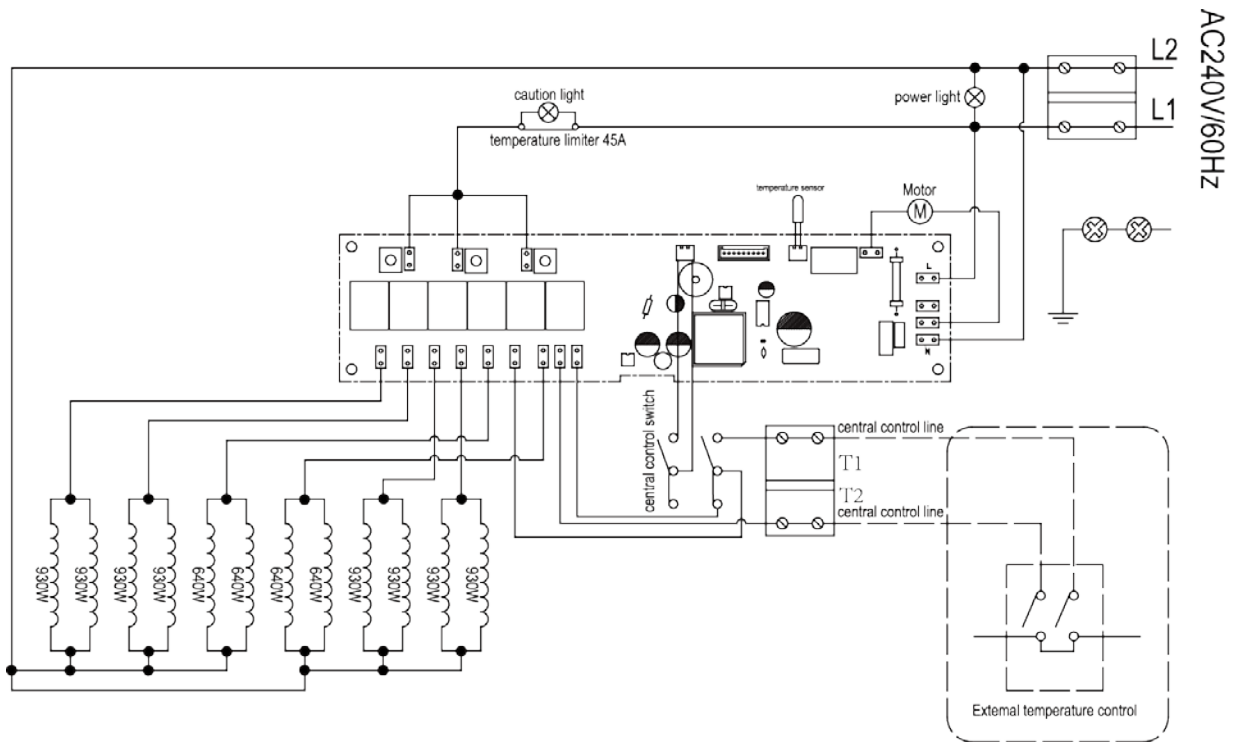 AC240V/60Hz
L2
caution light
power light
L1
temperature limiter 45A
temperature sensor
Motor
M
L
N
central control switch
central control line
T1
T2
central control line
930W
930W
930W
930W
640W
640W
640W
640W
930W
930W
930W
930W
External temperature control